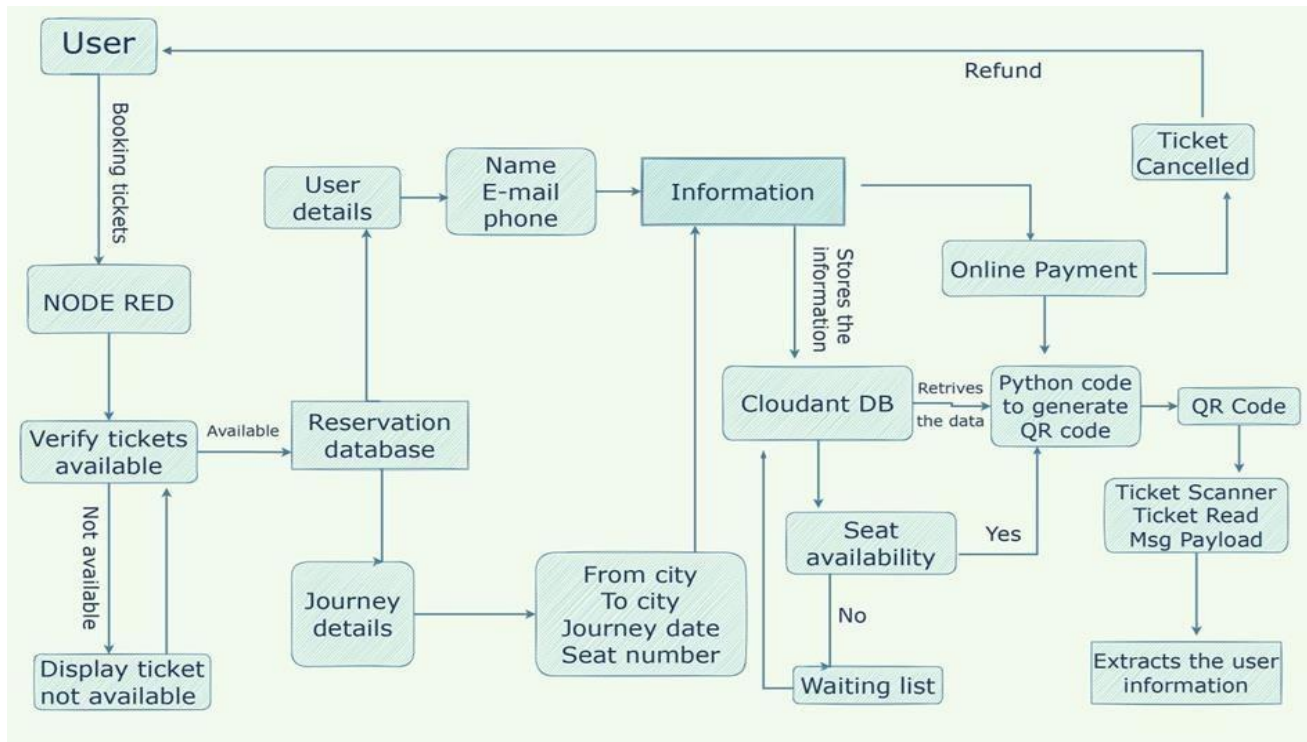 User
Refund
Ticket
Cancelled
Booking tickets
User
details
Name
E-mail
phone
Information
Online Payment
Stores the
information
NODE RED
Verify tickets
available
Available
Reservation
database
Cloudant DB
Retrives
the data
Python code
to generate
QR code
QR Code
Ticket Scanner
Ticket Read
Msg Payload
Not available
Seat
availability
Yes
No
Journey
details
From city
To city
Journey date
Seat number
Display ticket
not available
Waiting list
Extracts the user
information